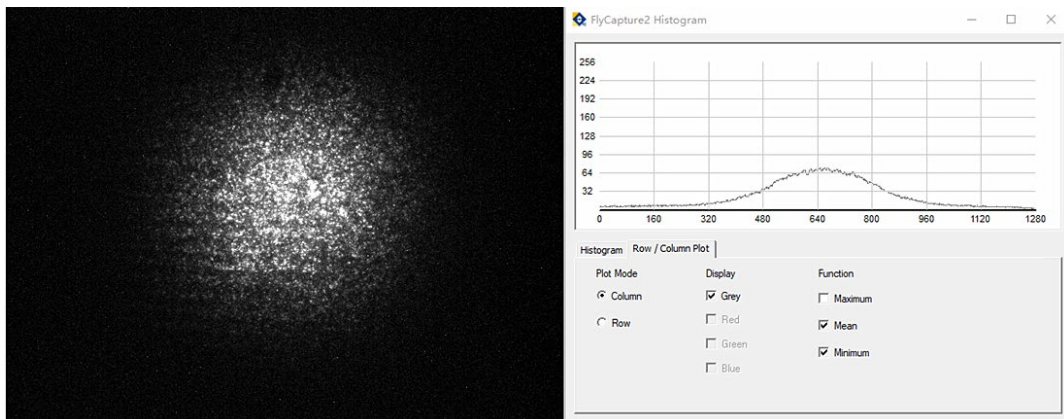 FlyCapture2 Histogram
256
224
192
160
128
96
64
32
0 160 320 480 640 800 960 1120 1280
Histogram Row / Column Plot
Plot Mode Display Function
Column Grey Maximum
Row Red Mean
Green Minimum
Blue